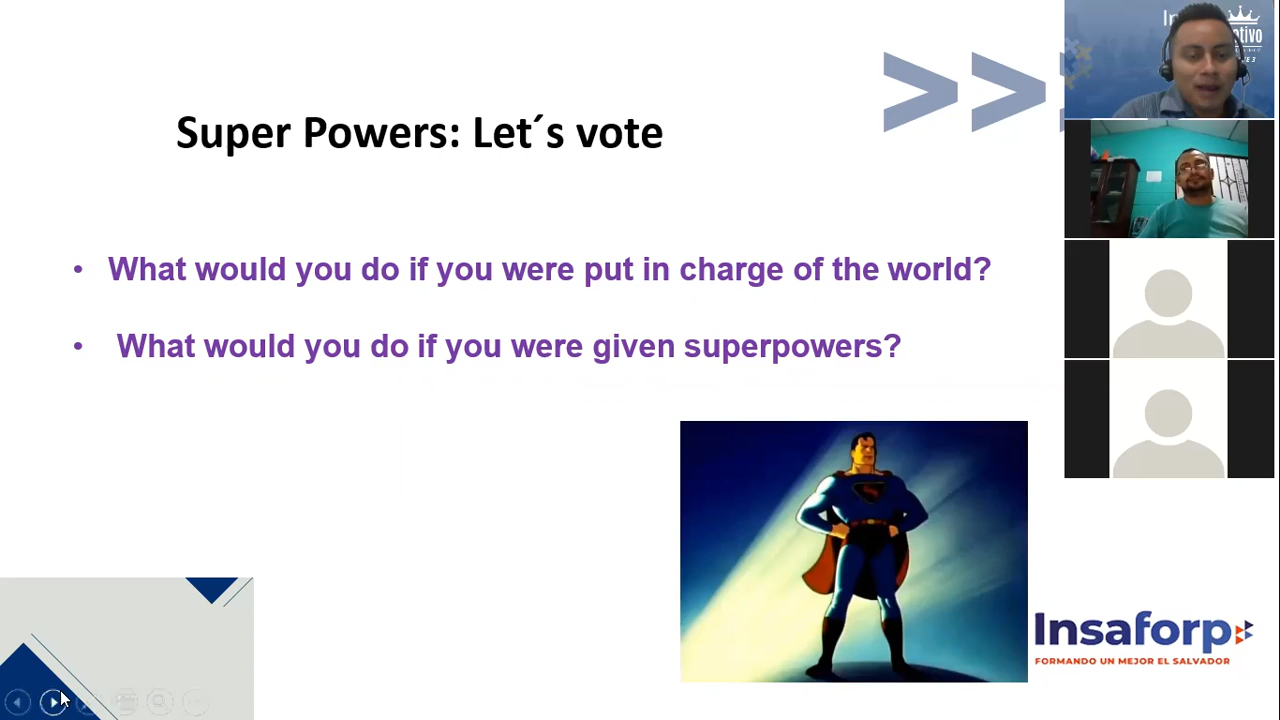 Super Powers: Let´s vote
• What would you do if you were put in charge of the world?
• What would you do if you were given superpowers?
Insaforp
FORMANDO UN MEJOR EL SALVADOR